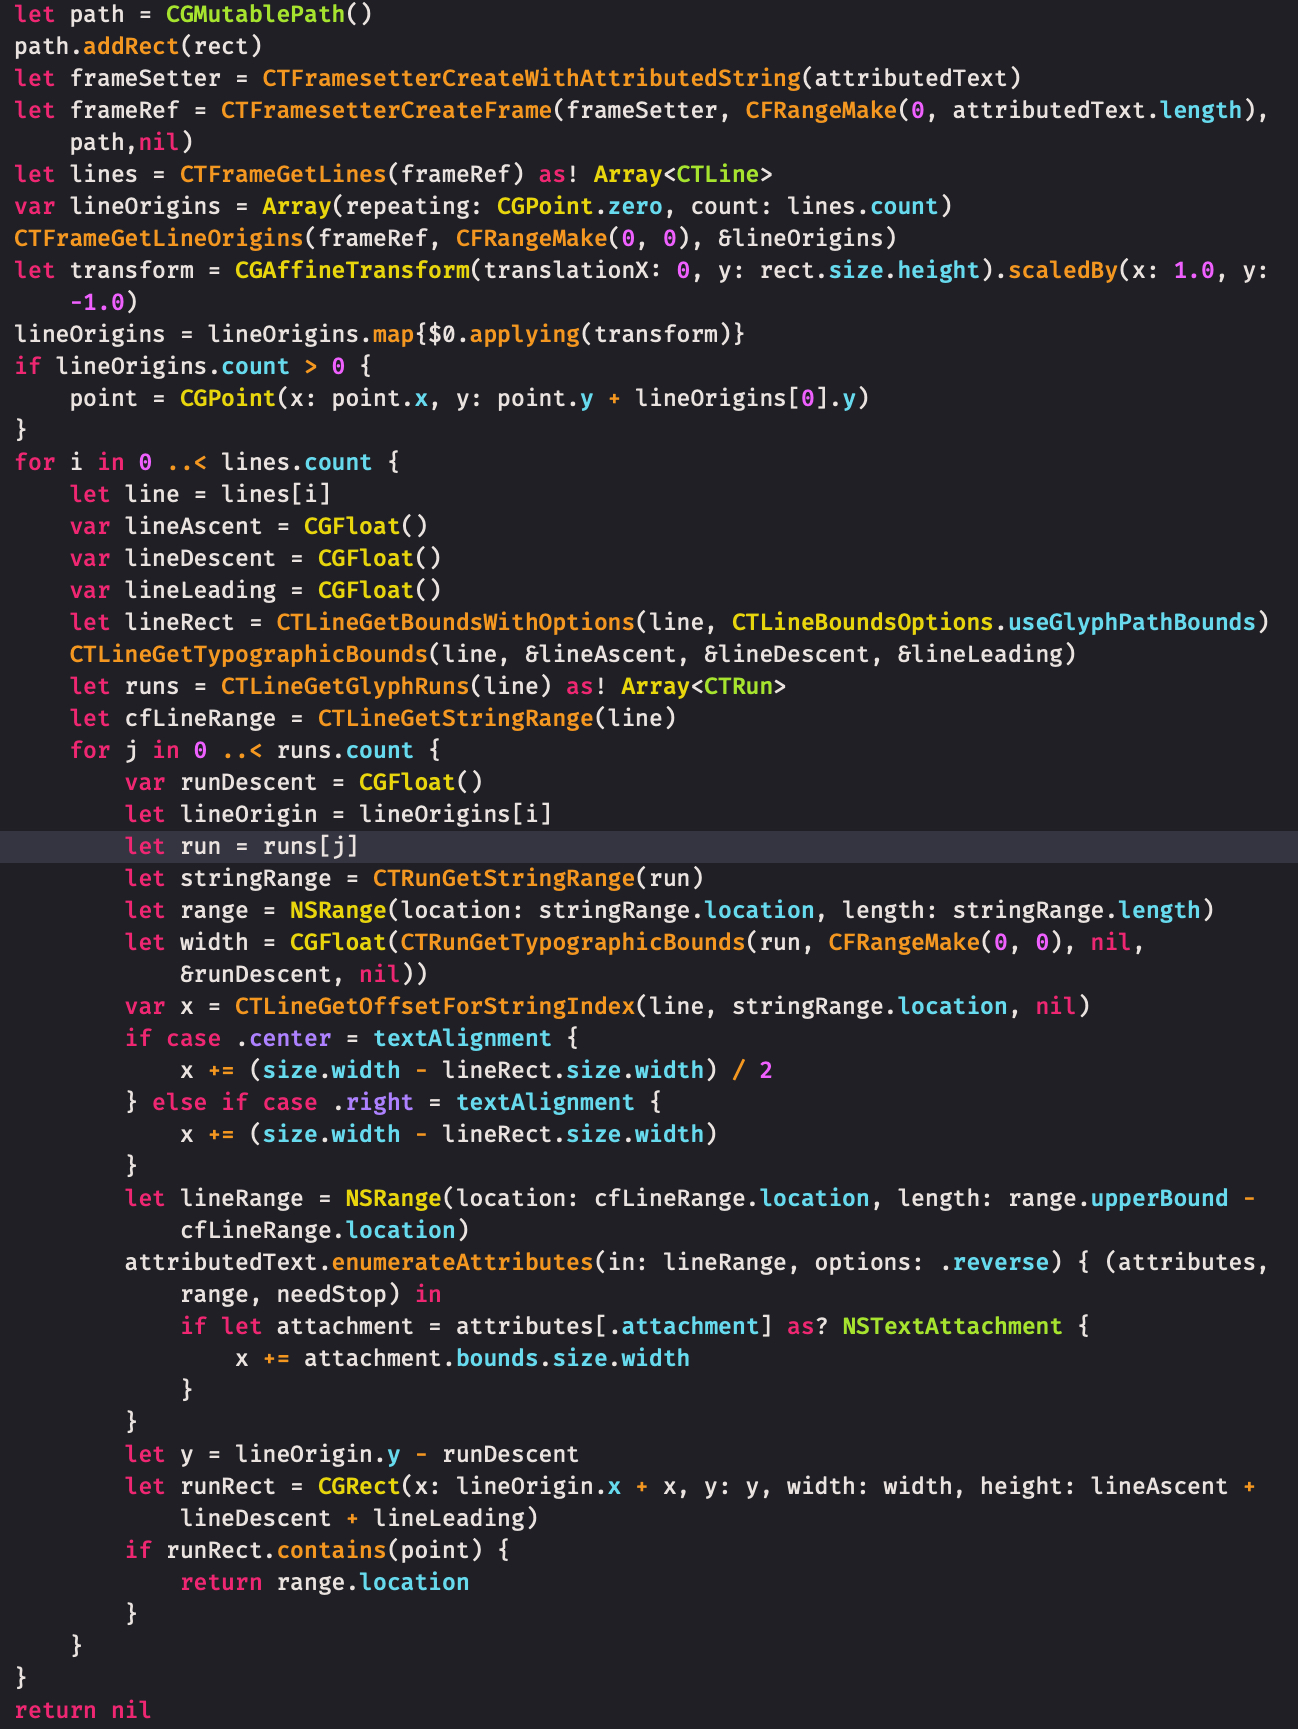 let path = CGMutablePath()
path.addRect(rect)
let frameSetter = CTFramesetterCreateWithAttributedString(attributedText)
let frameRef = CTFramesetterCreateFrame(frameSetter, CFRangeMake(0, attributedText.length),
    path,nil)
let lines = CTFrameGetLines(frameRef) as! Array<CTLine>
var lineOrigins = Array(repeating: CGPoint.zero, count: lines.count)
CTFrameGetLineOrigins(frameRef, CFRangeMake(0, 0), &lineOrigins)
let transform = CGAffineTransform(translationX: 0, y: rect.size.height).scaledBy(x: 1.0, y:
    -1.0)
lineOrigins = lineOrigins.map{$0.applying(transform)}
if lineOrigins.count > 0 {
    point = CGPoint(x: point.x, y: point.y + lineOrigins[0].y)
}
for i in 0 ..< lines.count {
    let line = lines[i]
    var lineAscent = CGFloat()
    var lineDescent = CGFloat()
    var lineLeading = CGFloat()
    let lineRect = CTLineGetBoundsWithOptions(line, CTLineBoundsOptions.useGlyphPathBounds)
    CTLineGetTypographicBounds(line, &lineAscent, &lineDescent, &lineLeading)
    let runs = CTLineGetGlyphRuns(line) as! Array<CTRun>
    let cfLineRange = CTLineGetStringRange(line)
    for j in 0 ..< runs.count {
        var runDescent = CGFloat()
        let lineOrigin = lineOrigins[i]
        let run = runs[j]
        let stringRange = CTRunGetStringRange(run)
        let range = NSRange(location: stringRange.location, length: stringRange.length)
        let width = CGFloat(CTRunGetTypographicBounds(run, CFRangeMake(0, 0), nil,
            &runDescent, nil))
        var x = CTLineGetOffsetForStringIndex(line, stringRange.location, nil)
        if case .center = textAlignment {
            x += (size.width - lineRect.size.width) / 2
        } else if case .right = textAlignment {
            x += (size.width - lineRect.size.width)
        }
        let lineRange = NSRange(location: cfLineRange.location, length: range.upperBound -
            cfLineRange.location)
        attributedText.enumerateAttributes(in: lineRange, options: .reverse) { (attributes,
            range, needStop) in
            if let attachment = attributes[.attachment] as? NSTextAttachment {
                x += attachment.bounds.size.width
            }
        }
        let y = lineOrigin.y - runDescent
        let runRect = CGRect(x: lineOrigin.x + x, y: y, width: width, height: lineAscent +
            lineDescent + lineLeading)
        if runRect.contains(point) {
            return range.location
        }
    }
}
return nil